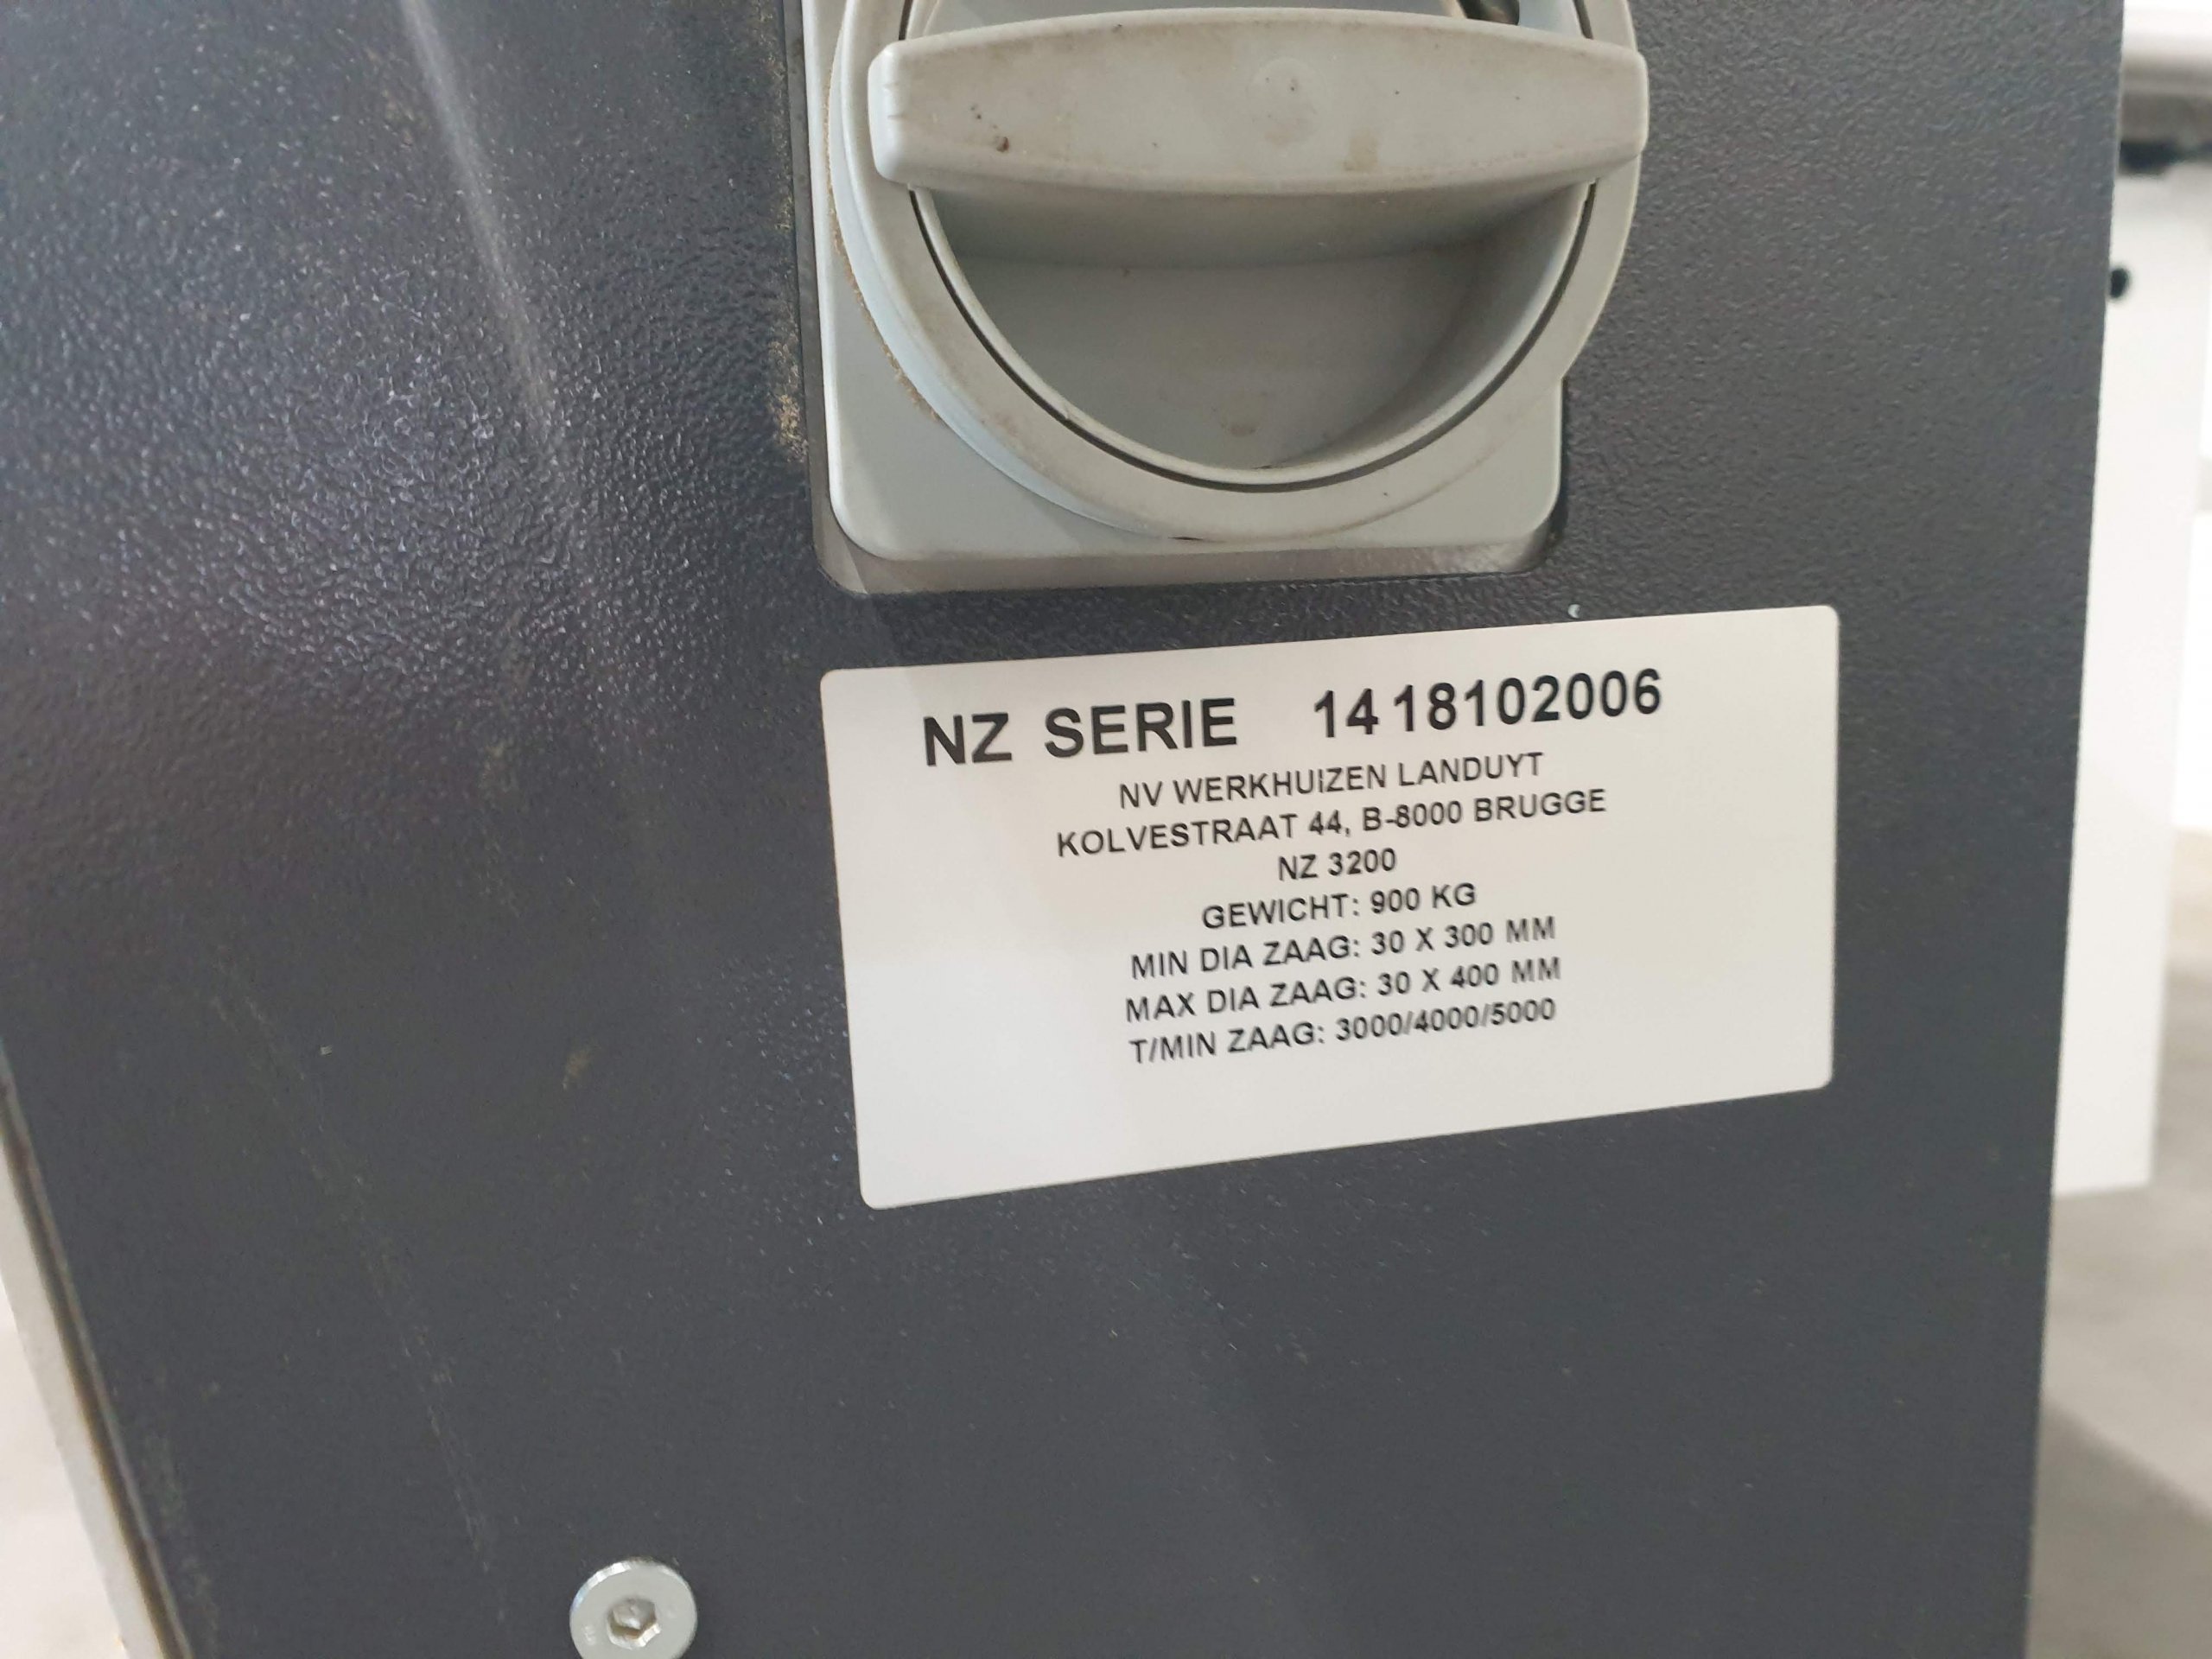 NZ SERIE 1418102006
NV WERKHUIZEN LANDUYT
KOLVESTRAAT 44, B-8000 BRUGGE
NZ 3200
GEWICHT: 900 KG
MIN DIA ZAAG: 30 X 300 MM
MAX DIA ZAAG: 30 X 400 MM
T/MIN ZAAG: 3000/4000/5000